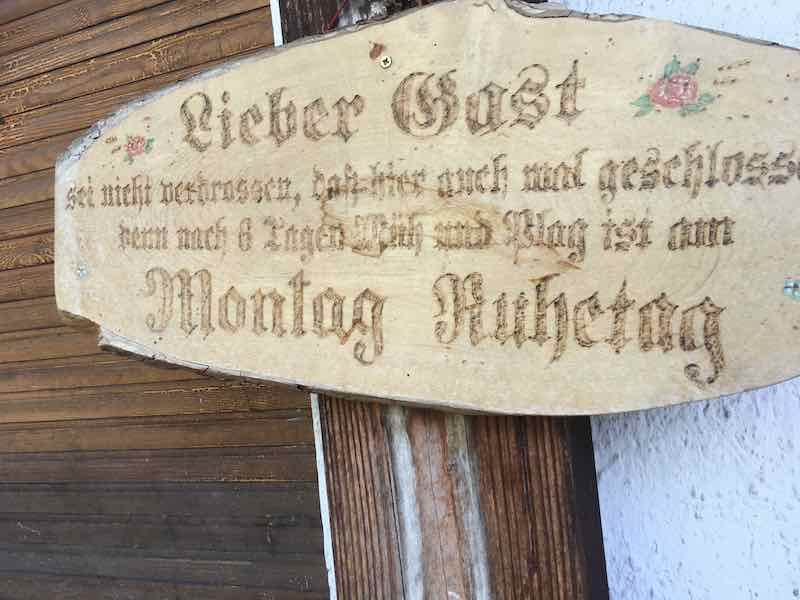 Lieber Gast
sei nicht verdrossen, daß hier auch mal geschlosse
denn nach 6 Tagen Müh und Plag ist am
Montag Ruhetag